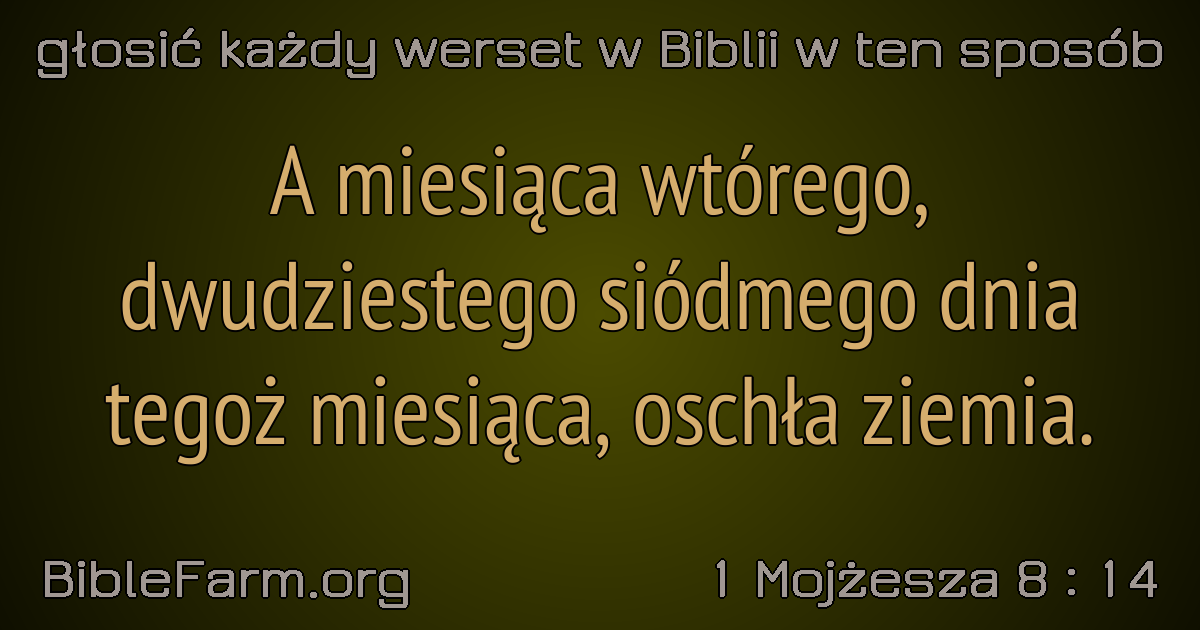 głosić każdy werset w Biblii w ten sposób
A miesiąca wtórego,
dwudziestego siódmego dnia
tegoż miesiąca, oschła ziemia.
BibleFarm.org
1 Mojżesza 8 : 14